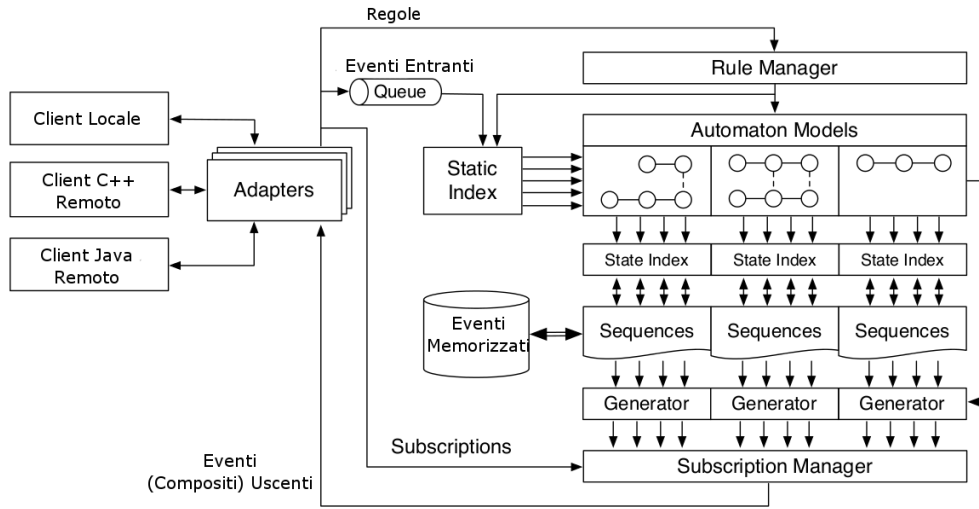 Regole
Eventi Entranti
Queue
Rule Manager
Client Locale
Client C++
Remoto
Client Java
Remoto
Adapters
Static
Index
Automaton Models
State Index
State Index
State Index
Eventi
Memorizzati
Sequences
Sequences
Sequences
Generator
Generator
Generator
Subscriptions
Subscription Manager
Eventi
(Compositi) Uscenti